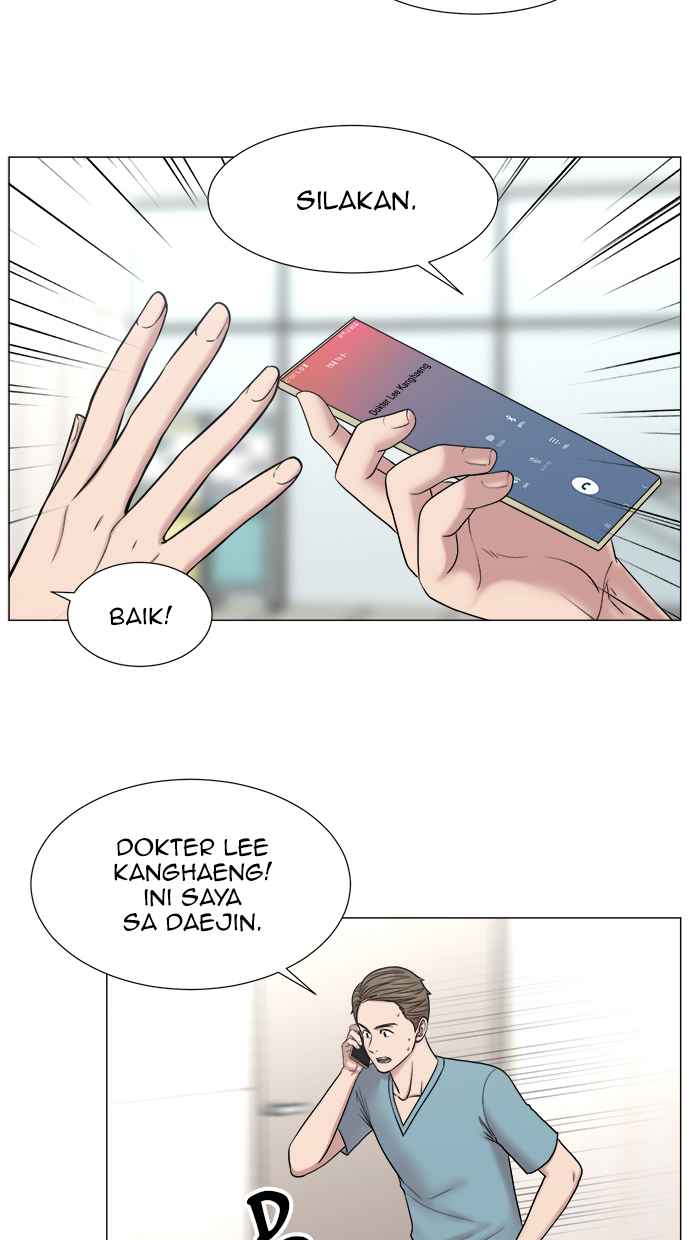 SILAKAN.
Dokter Lee Kanghaeng
BAIK!
DOKTER LEE
KANGHAENG!
INI SAYA
SA DAEJIN.
D